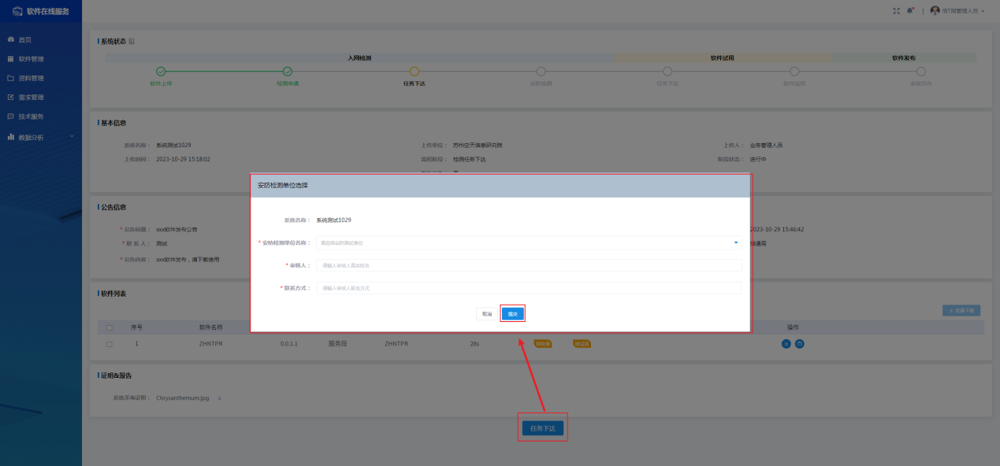 软件在线服务
信T局管理人员
首页
软件管理
资料管理
需求管理
技术服务
数据分析
系统状态
入网检测
软件试用
软件发布
软件上传
检测申请
任务下达
安防检测
任务下达
软件试用
审核发布
基本信息
系统名称： 系统测试1029
上传单位： 苏州空天信息研究院
上传人： 业务管理人员
上传时间： 2023-10-29 15:18:02
流程阶段： 检测任务下达
阶段状态： 进行中
安防检测单位选择
系统名称： 系统测试1029
* 安防检测单位名称： 请选择安防测试单位
* 审核人： 请输入审核人真实姓名
* 联系方式： 请输入审核人联系方式
取消 提交
公告信息
* 公告标题： xxx软件发布公告
2023-10-29 15:46:42
* 联 系 人： 测试
信通局
* 公告内容： xxx软件发布，请下载使用
软件列表
批量下载
序号 软件名称 操作
1 ZHNTPR 0.0.1.1 服务段 ZHNTPR 28s 待检测 待试用
证明&报告
系统杀毒证明： Chrysanthemum.jpg
任务下达